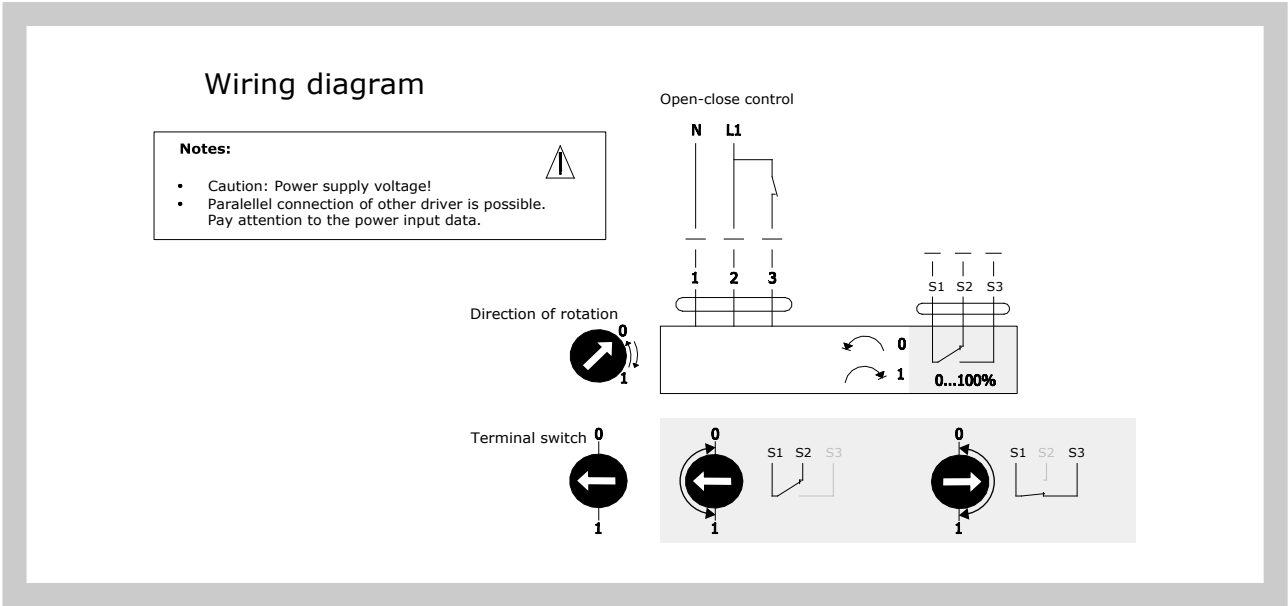 Wiring diagram
Open-close control
N L1
Notes:
• Caution: Power supply voltage!
• Paralellel connection of other driver is possible.
Pay attention to the power input data.
1 2 3
S1 S2 S3
Direction of rotation
0
1
0
1
0...100%
Terminal switch
0
1
0
1
S1 S2 S3
0
1
S1 S2 S3